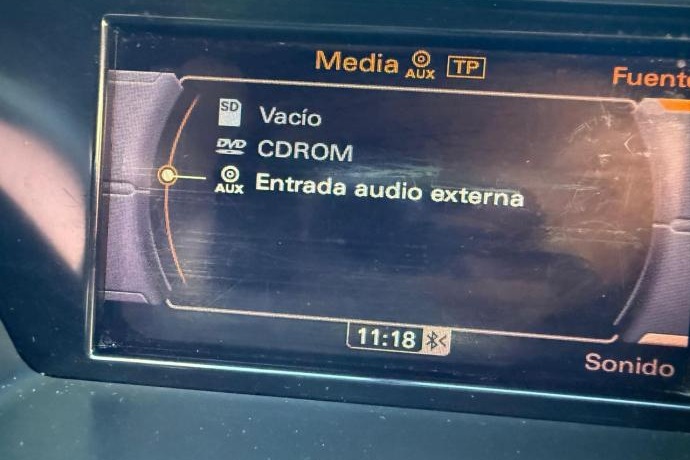 Media AUX TP
Fuente
SD Vacío
DVD CDROM
AUX Entrada audio externa
11:18
Sonido